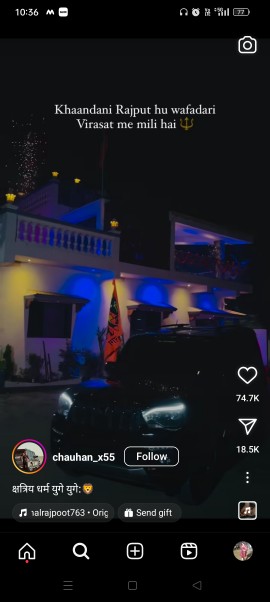 10:36
77
Khaandani Rajput hu wafadari
Virasat me mili hai 🔱
74.7K
18.5K
chauhan_x55
Follow
क्षत्रिय धर्म युगे युगे:🦁
alrajpoot763 • Orig
Send gift